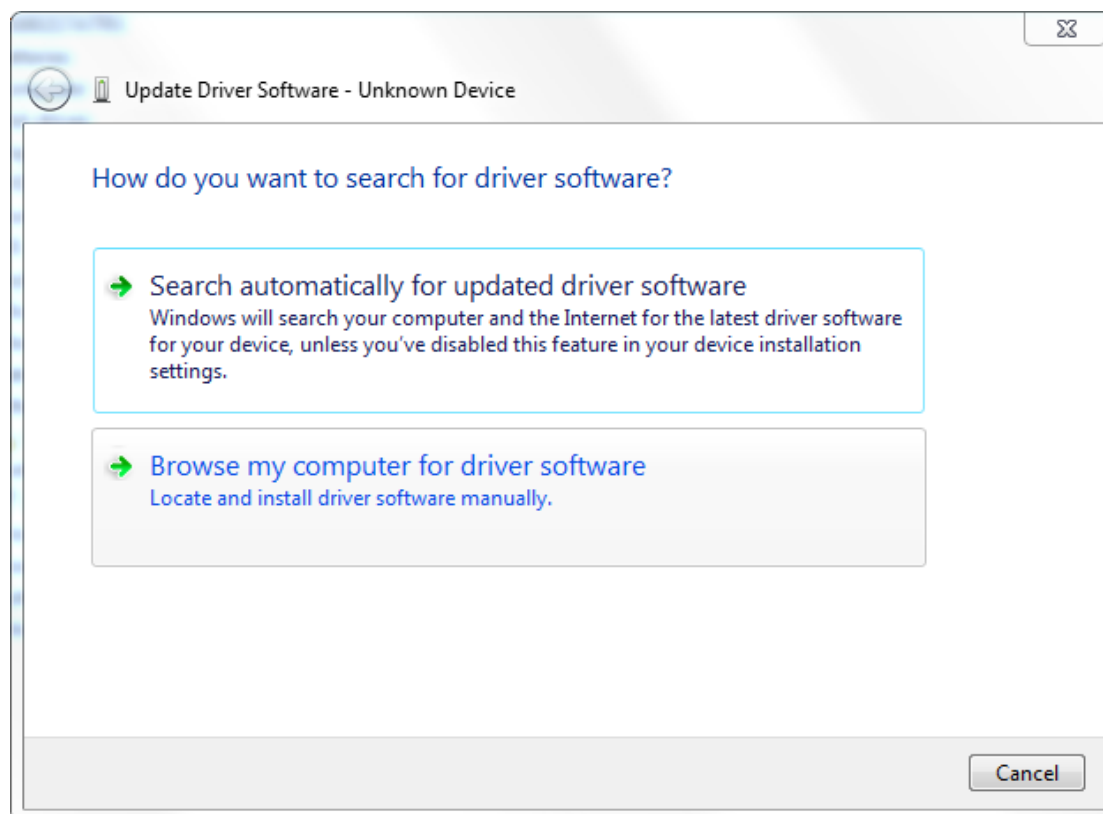 Update Driver Software - Unknown Device
How do you want to search for driver software?
Search automatically for updated driver software
Windows will search your computer and the Internet for the latest driver software
for your device, unless you've disabled this feature in your device installation
settings.
Browse my computer for driver software
Locate and install driver software manually.
Cancel